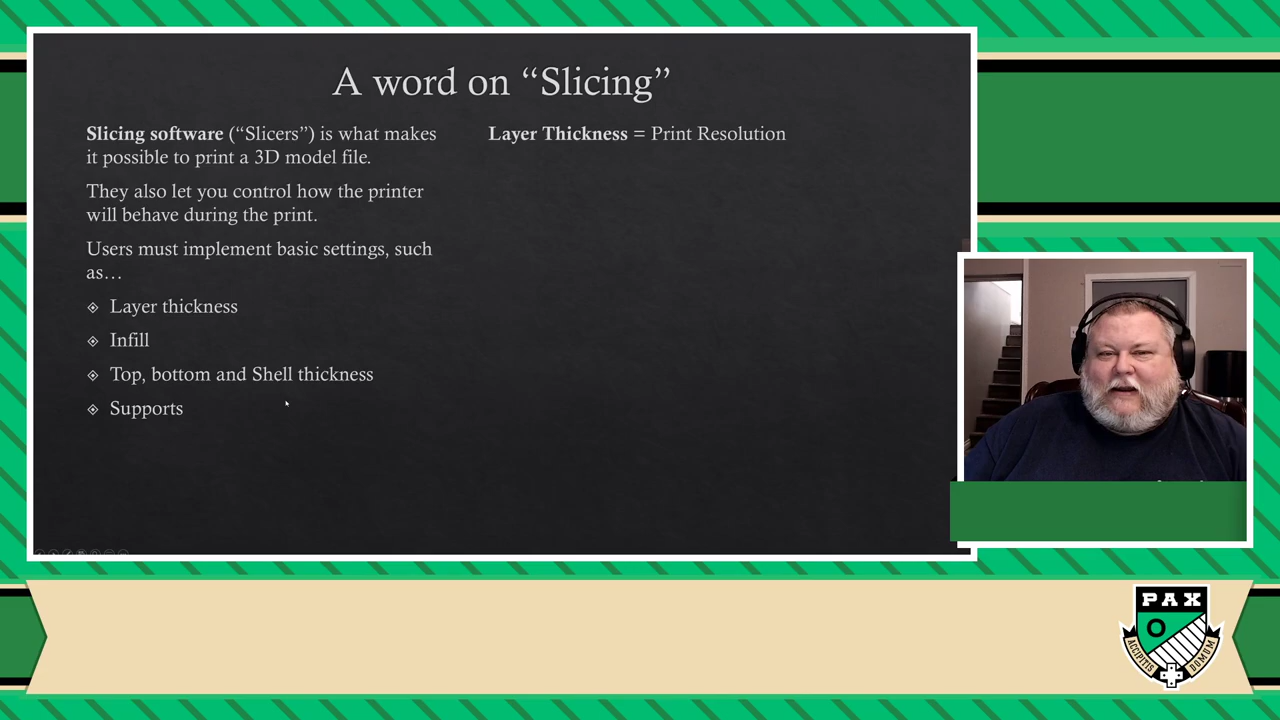 A word on “Slicing”
Slicing software (“Slicers”) is what makes
it possible to print a 3D model file.
They also let you control how the printer
will behave during the print.
Users must implement basic settings, such
as…
Layer thickness
Infill
Top, bottom and Shell thickness
Supports
Layer Thickness = Print Resolution
PAX
ACCIPITIS DOMUM